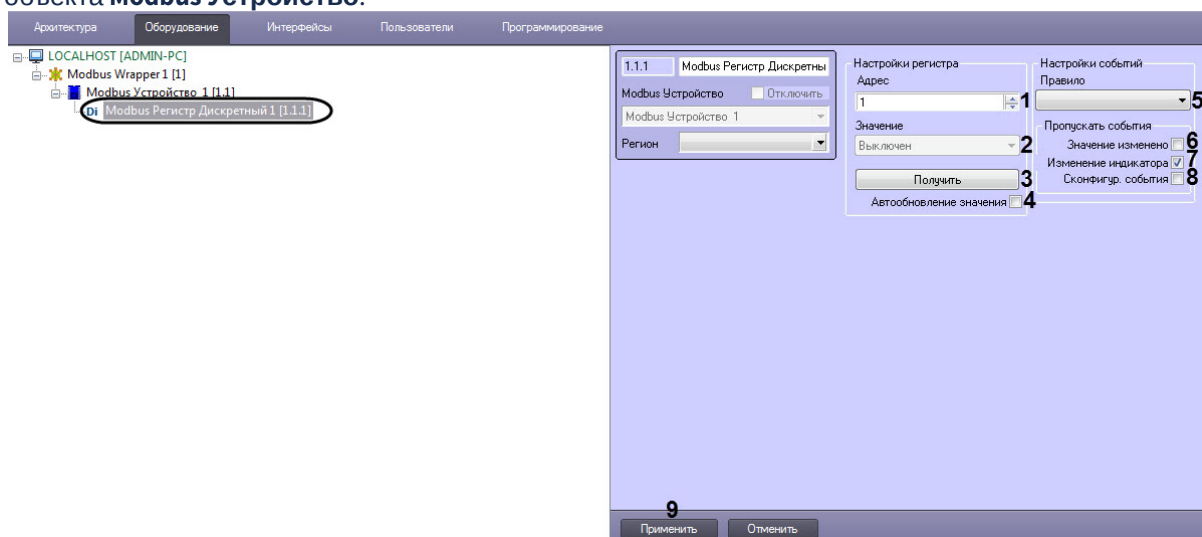 объекта Modbus Устройство.
Архитектура Оборудование Интерфейсы Пользователи Программирование
LOCALHOST [ADMIN-PC]
Modbus Wrapper 1 [1]
Modbus Устройство 1 [1.1]
Di Modbus Регистр Дискретный 1 [1.1.1]
1.1.1 Modbus Регистр Дискретны
Modbus Устройство Отключить
Modbus Устройство 1
Регион
Настройки регистра
Адрес
1 1
Значение
Выключен 2
Получить 3
Автообновление значения 4
Настройки событий
Правило
5
Пропускать события
Значение изменено 6
Изменение индикатора 7
Сконфигур. события 8
9
Применить Отменить